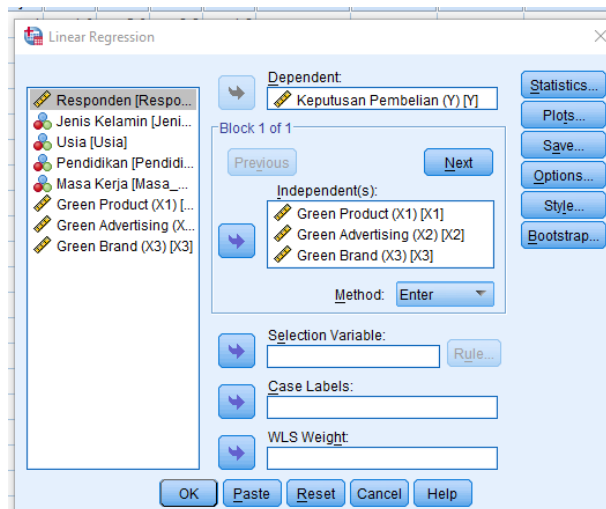 Linear Regression
Responden [Respo...
Jenis Kelamin [Jeni...
Usia [Usia]
Pendidikan [Pendidi...
Masa Kerja [Masa_...
Green Product (X1) [...
Green Advertising (X...
Green Brand (X3) [X3]
Dependent:
Keputusan Pembelian (Y) [Y]
Block 1 of 1
Previous
Next
Independent(s):
Green Product (X1) [X1]
Green Advertising (X2) [X2]
Green Brand (X3) [X3]
Method:
Enter
Selection Variable:
Rule...
Case Labels:
WLS Weight:
Statistics...
Plots...
Save...
Options...
Style...
Bootstrap...
OK
Paste
Reset
Cancel
Help